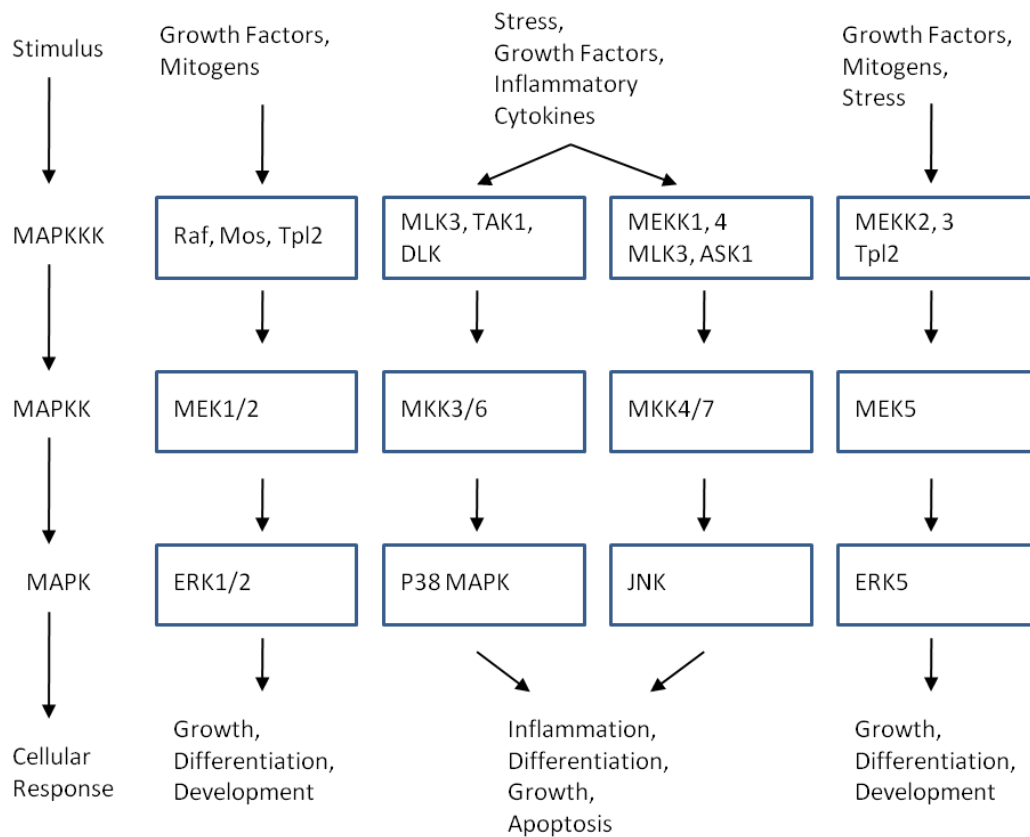 Stimulus
Growth Factors,
Mitogens
Stress,
Growth Factors,
Inflammatory
Cytokines
Growth Factors,
Mitogens,
Stress
MAPKKK
Raf, Mos, Tpl2
MLK3, TAK1,
DLK
MEKK1, 4
MLK3, ASK1
MEKK2, 3
Tpl2
MAPKK
MEK1/2
MKK3/6
MKK4/7
MEK5
MAPK
ERK1/2
P38 MAPK
JNK
ERK5
Cellular
Response
Growth,
Differentiation,
Development
Inflammation,
Differentiation,
Growth,
Apoptosis
Growth,
Differentiation,
Development